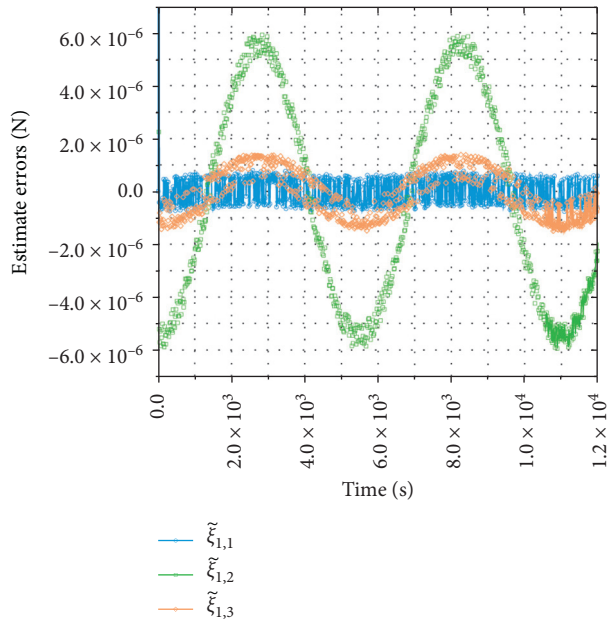 Estimate errors (N)
6.0 × 10⁻⁶
4.0 × 10⁻⁶
2.0 × 10⁻⁶
0.0
−2.0 × 10⁻⁶
−4.0 × 10⁻⁶
−6.0 × 10⁻⁶
0.0
2.0 × 10³
4.0 × 10³
6.0 × 10³
8.0 × 10³
1.0 × 10⁴
1.2 × 10⁴
Time (s)
ξ̃₁,₁
ξ̃₁,₂
ξ̃₁,₃